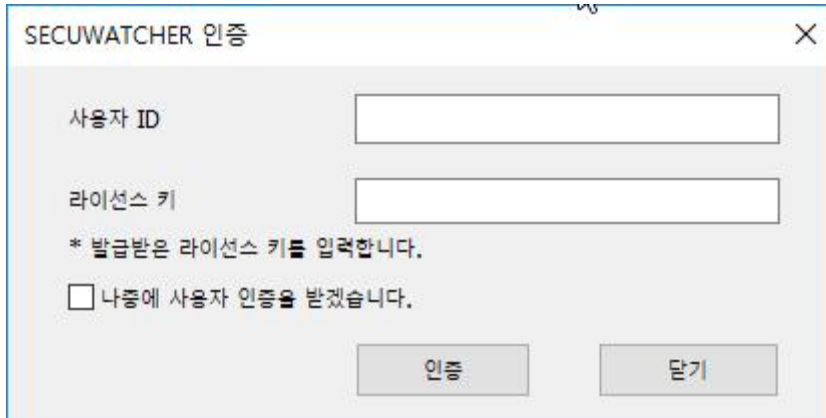 SECUWATCHER 인증
사용자 ID
라이선스 키
* 발급받은 라이선스 키를 입력합니다.
나중에 사용자 인증을 받겠습니다.
인증 닫기